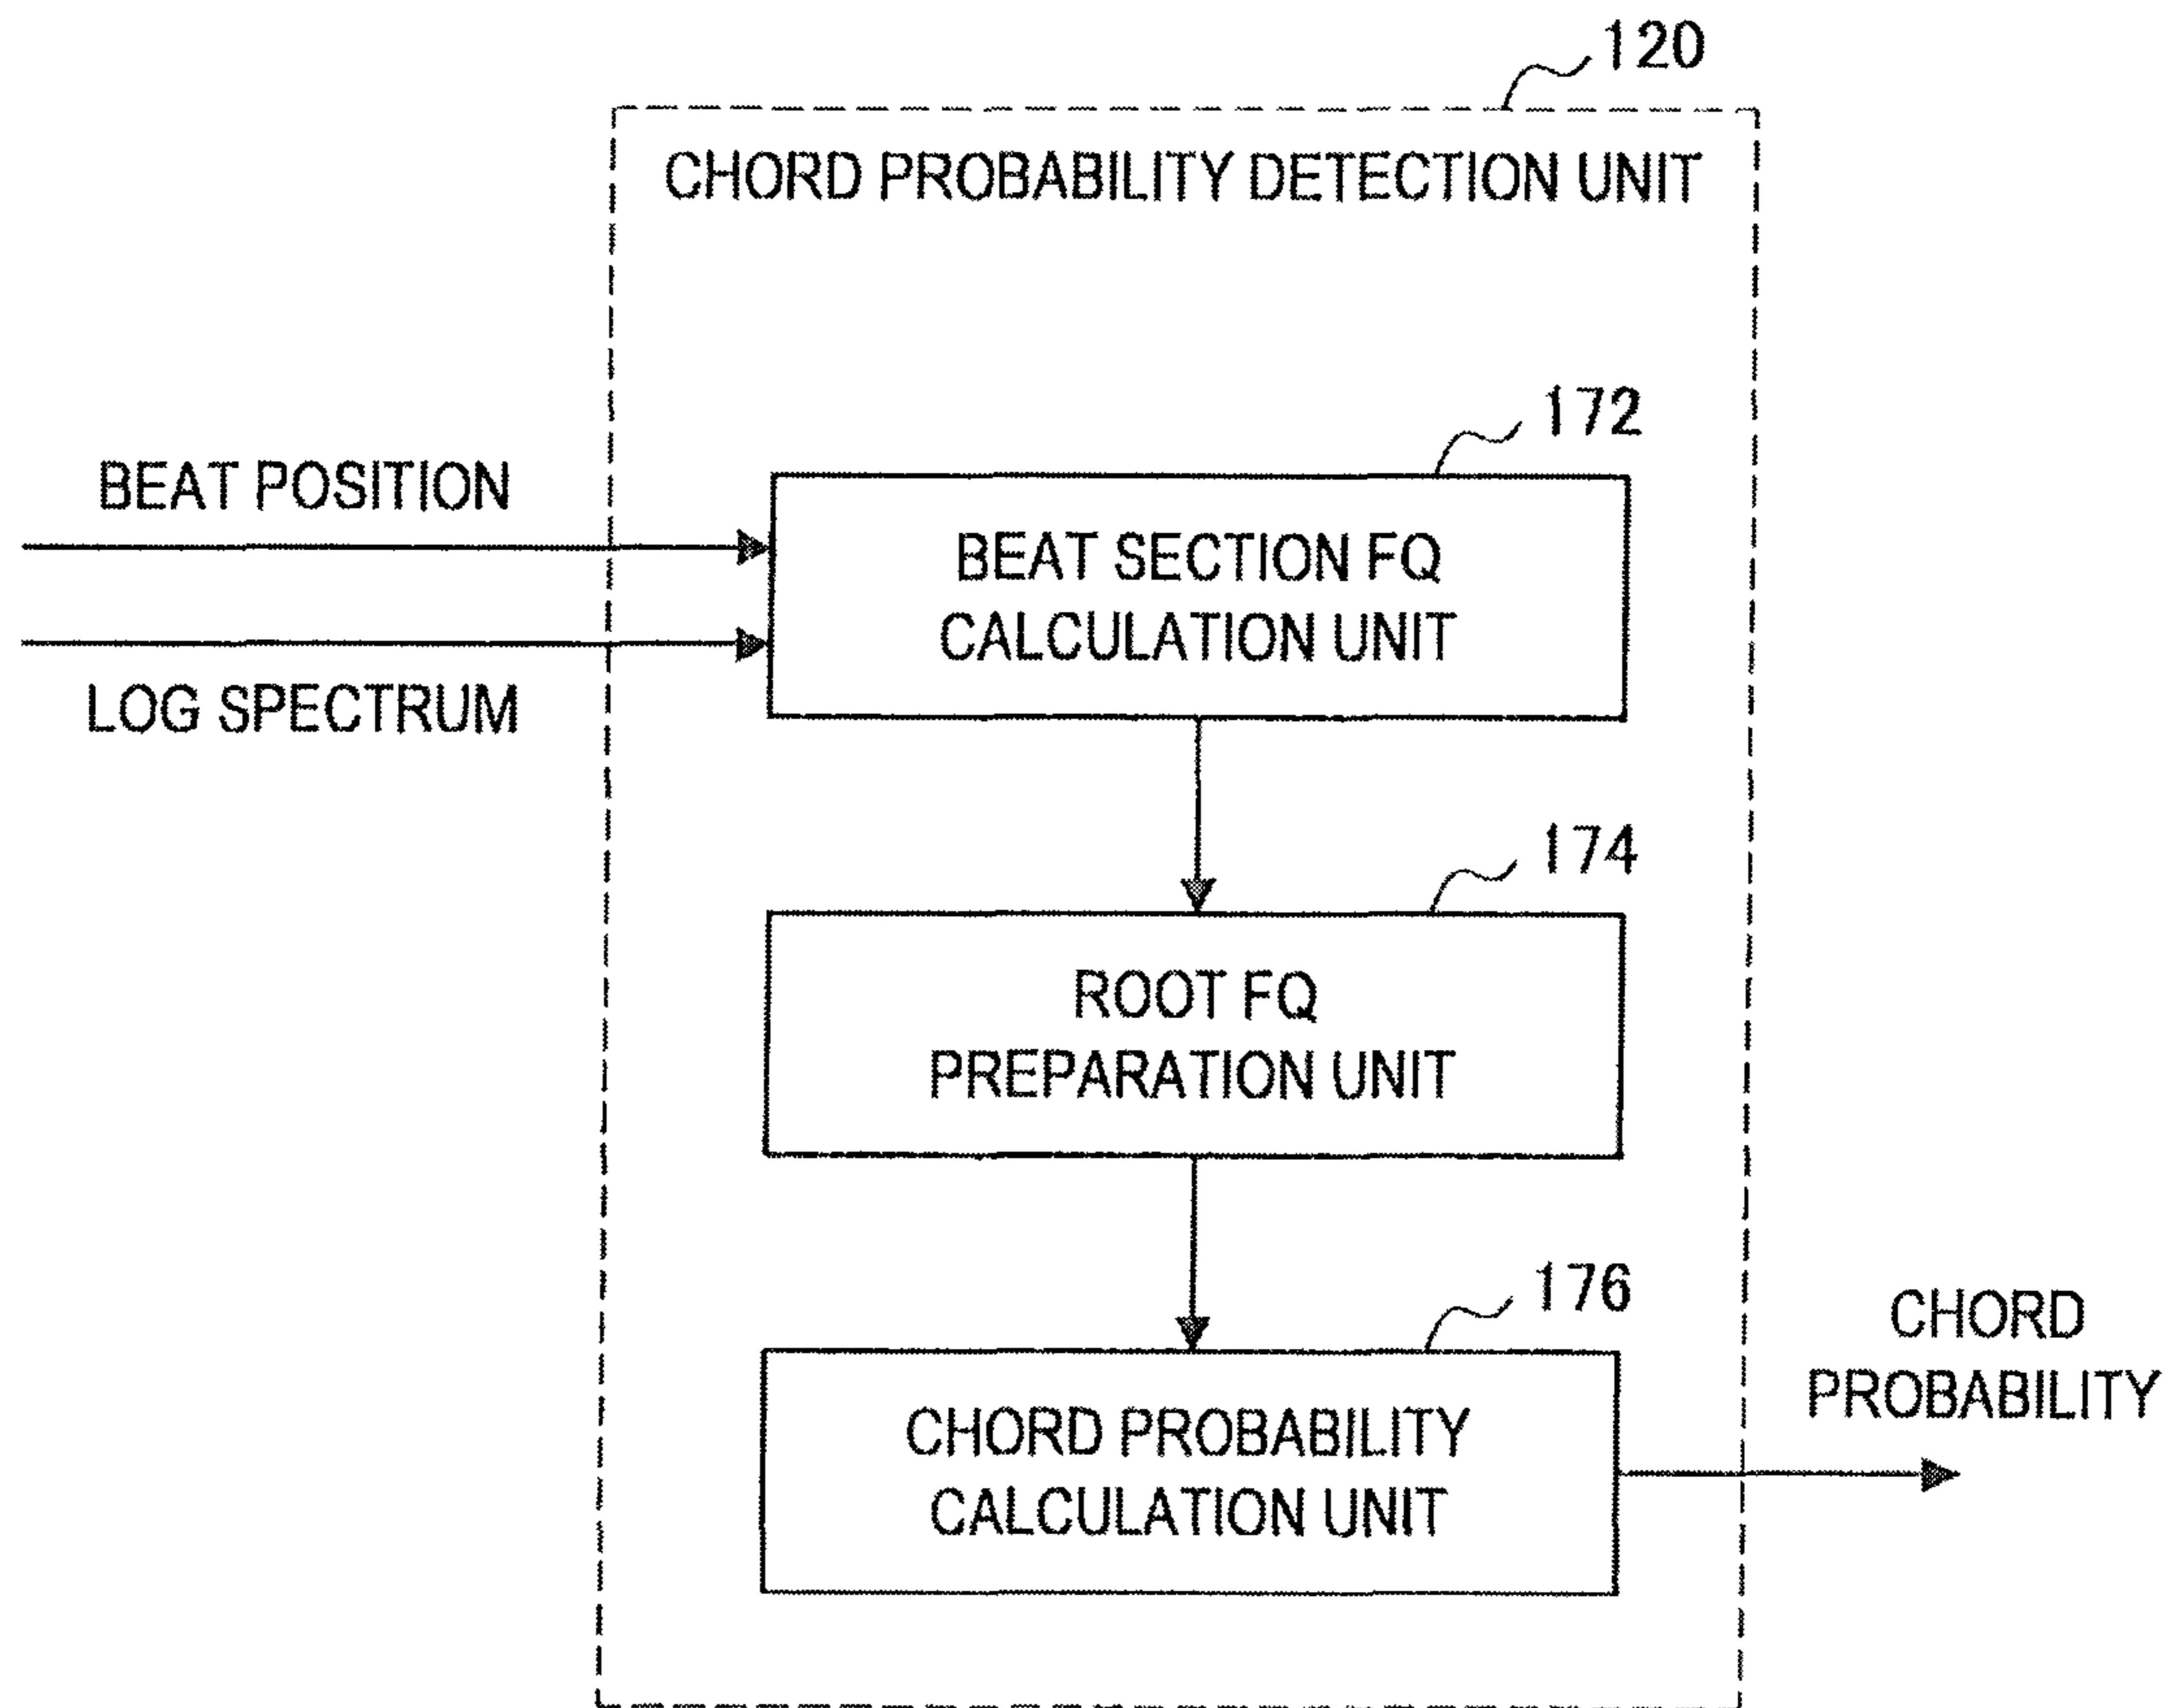 120
CHORD PROBABILITY DETECTION UNIT
172
BEAT POSITION
BEAT SECTION FQ
CALCULATION UNIT
LOG SPECTRUM
174
ROOT FQ
PREPARATION UNIT
176
CHORD
PROBABILITY
CHORD PROBABILITY
CALCULATION UNIT